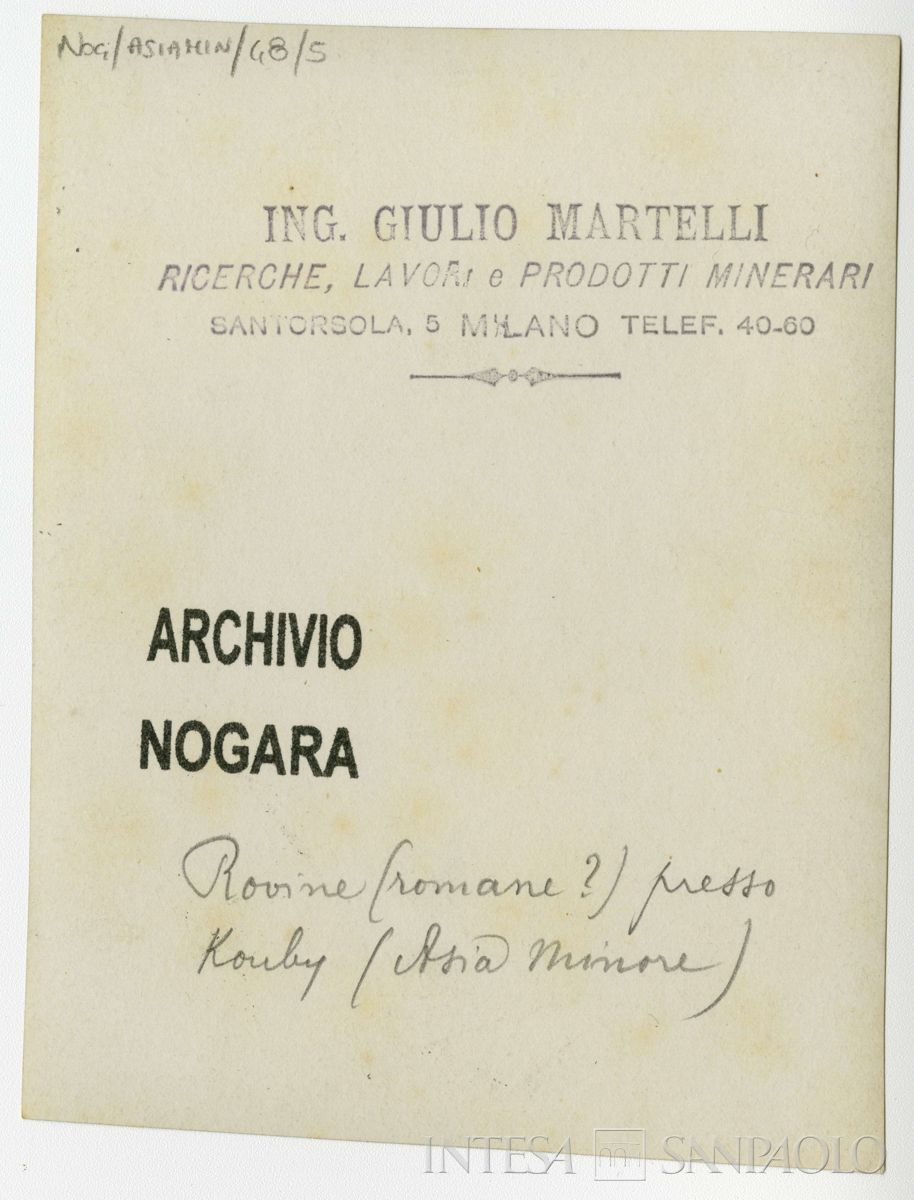 Nog/ASIAMIN/48/5
ING. GIULIO MARTELLI
RICERCHE, LAVORI e PRODOTTI MINERARI
SANTORSOLA, 5 MILANO TELEF. 40-60
ARCHIVIO
NOGARA
Rovine (romane?) presso
Kouby (Asia Minore)
INTESA SANPAOLO